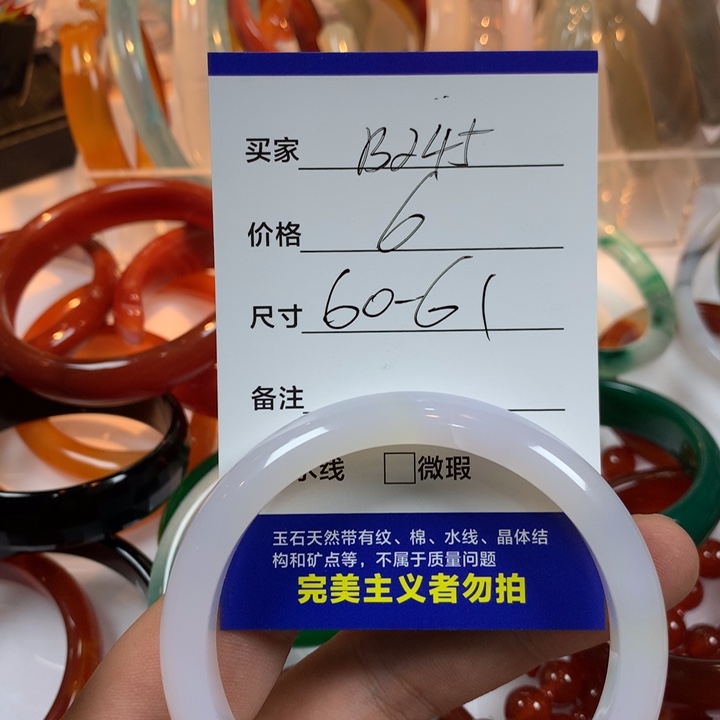 买家 B245
价格 6
尺寸 60-61
备注
水线 □微瑕
玉石天然带有纹、棉、水线、晶体结
构和矿点等，不属于质量问题
完美主义者勿拍